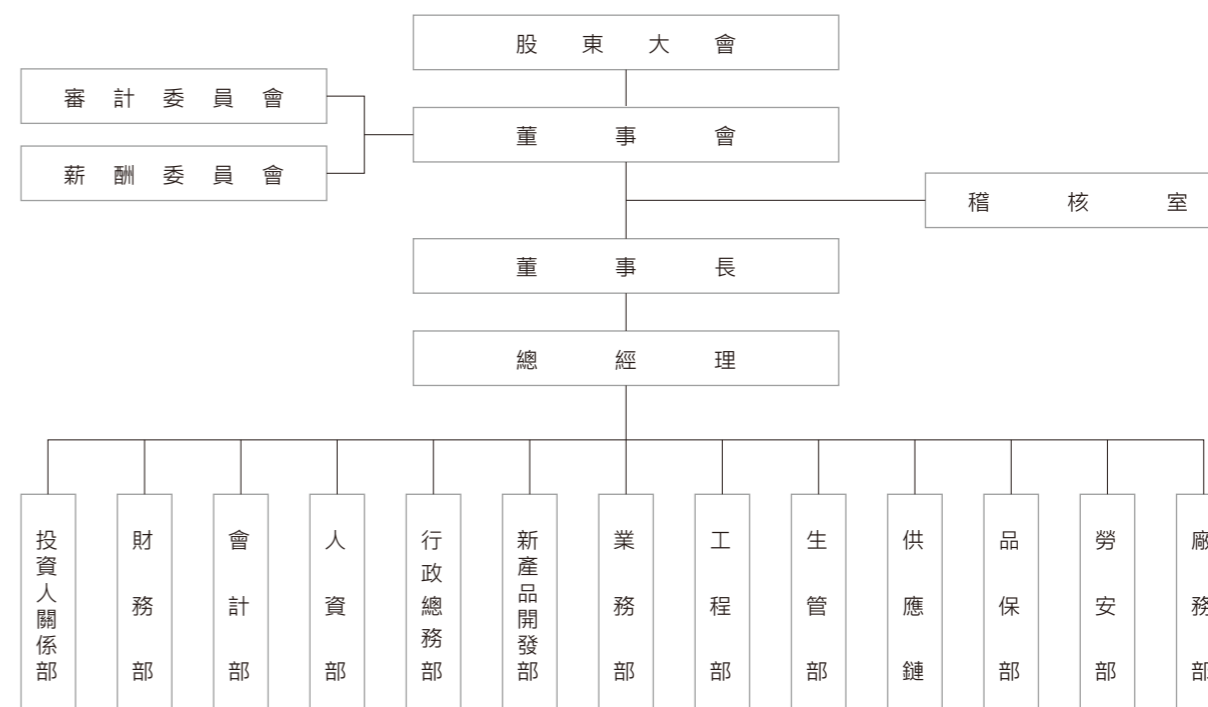 股東大會
審計委員會
董事會
薪酬委員會
稽核室
董事長
總經理
投資人關係部
財務部
會計部
人資部
行政總務部
新產品開發部
業務部
工程部
生管部
供應鏈
品保部
勞安部
廠務部